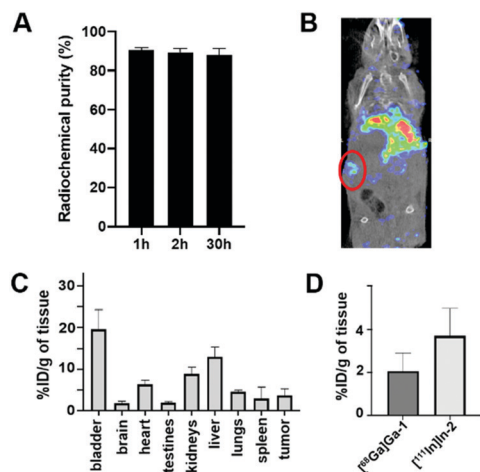 A
Radiochemical purity (%)
100
80
60
40
20
0
1h 2h 30h
B
C
%ID/g of tissue
30
20
10
0
bladder
brain
heart
testines
kidneys
liver
lungs
spleen
tumor
D
%ID/g of tissue
4
2
0
[⁶⁸Ga]Ga-1
[¹¹¹In]In-2